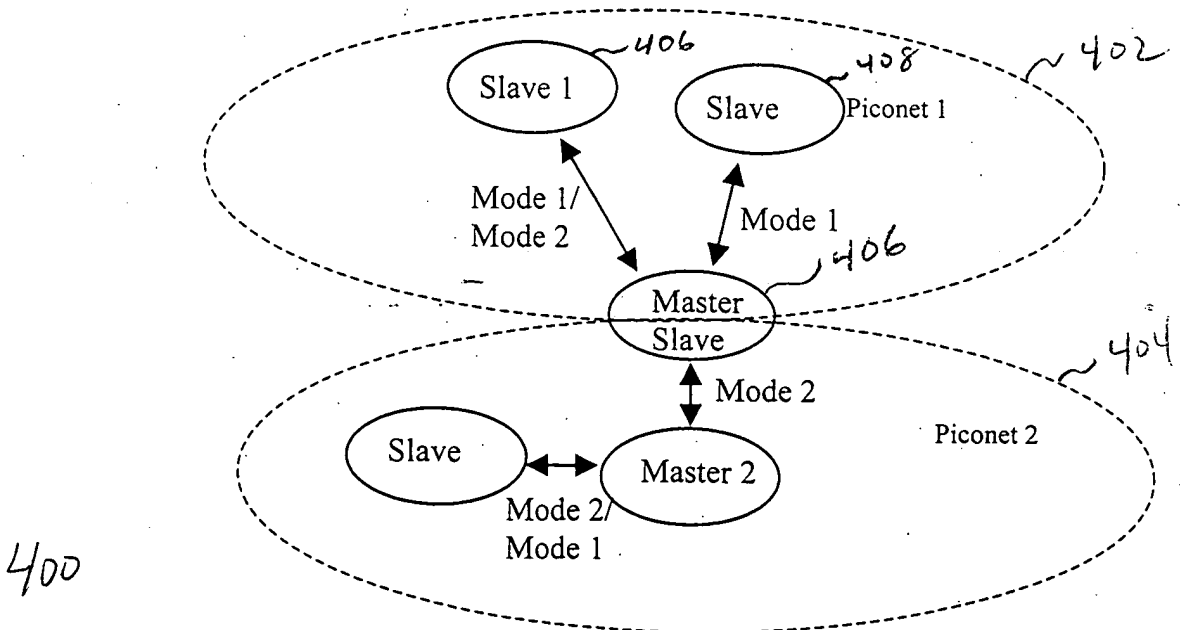 406
402
Slave 1
408
Slave
Piconet 1
Mode 1/
Mode 2
Mode 1
406
Master
Slave
404
Mode 2
Piconet 2
Slave
Master 2
Mode 2/
Mode 1
400